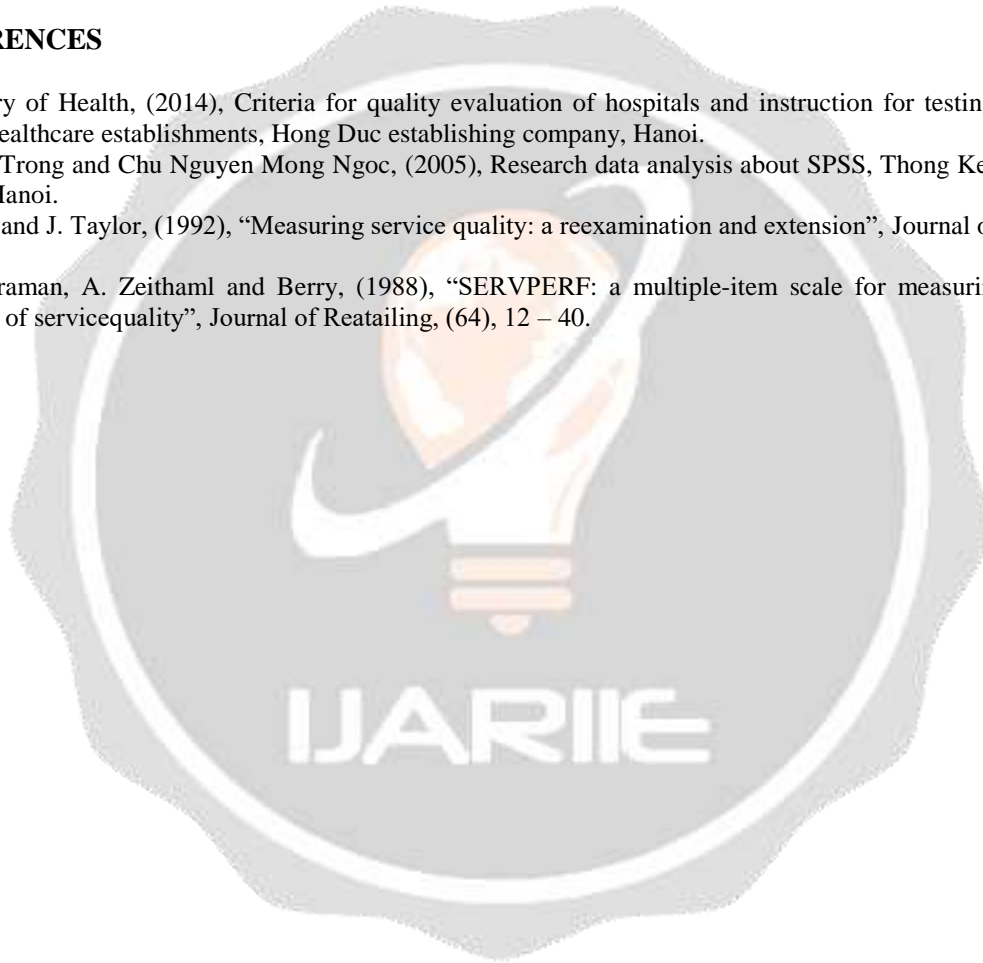 RENCES
ry of Health, (2014), Criteria for quality evaluation of hospitals and instruction for testin
ealthcare establishments, Hong Duc establishing company, Hanoi.
Trong and Chu Nguyen Mong Ngoc, (2005), Research data analysis about SPSS, Thong Ke
Hanoi.
and J. Taylor, (1992), “Measuring service quality: a reexamination and extension”, Journal o
raman, A. Zeithaml and Berry, (1988), “SERVPERF: a multiple-item scale for measuri
of servicequality”, Journal of Reatailing, (64), 12 – 40.
IJARIIE